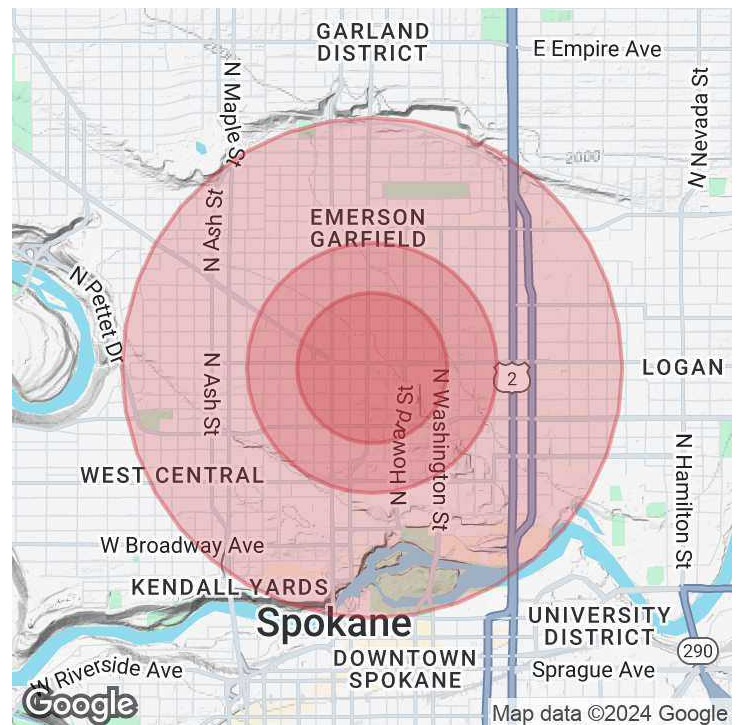 GARLAND
DISTRICT
E Empire Ave
N Maple St
N Nevada St
2000
N Ash St
EMERSON
GARFIELD
N Pettet Dr
N Ash St
2
LOGAN
N Howard St
N Washington St
WEST CENTRAL
N Hamilton St
W Broadway Ave
KENDALL YARDS
Spokane
UNIVERSITY
DISTRICT
DOWNTOWN
SPOKANE
290
Sprague Ave
W Riverside Ave
Google
Map data ©2024 Google